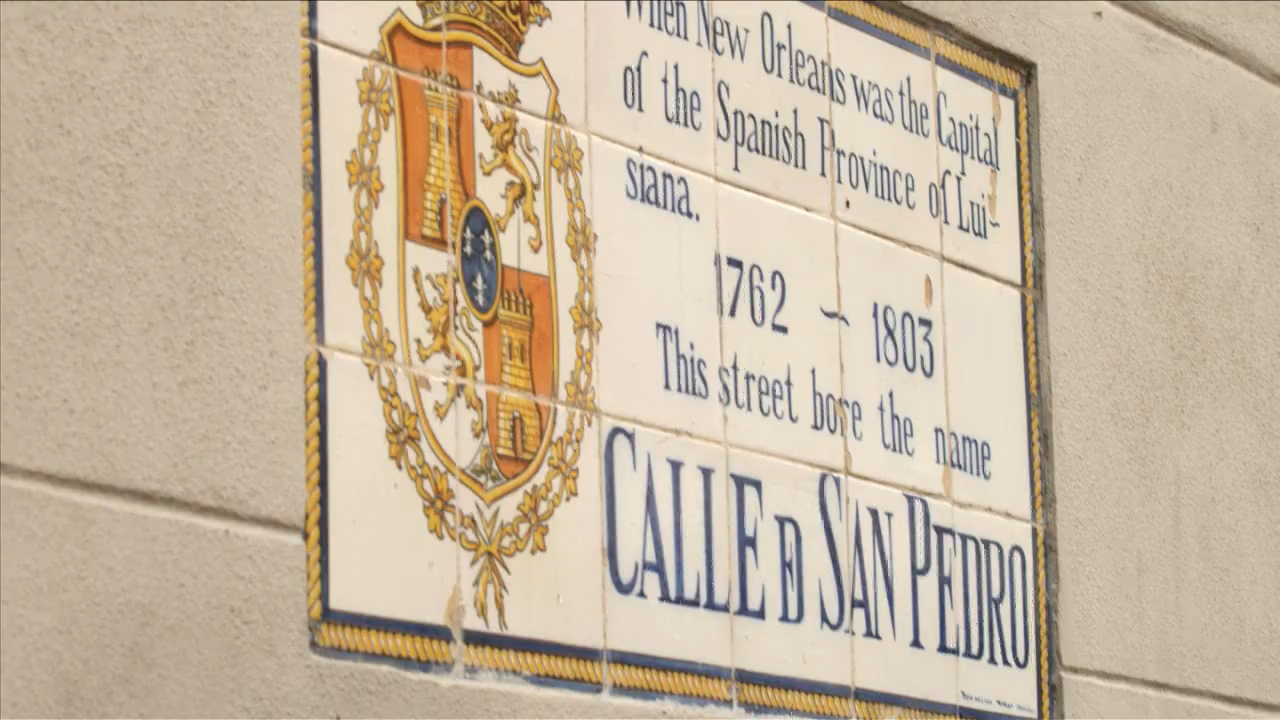 When New Orleans was the Capital
of the Spanish Province of Lui~
siana.
1762 ~ 1803
This street bore the name
CALLE D SAN PEDRO